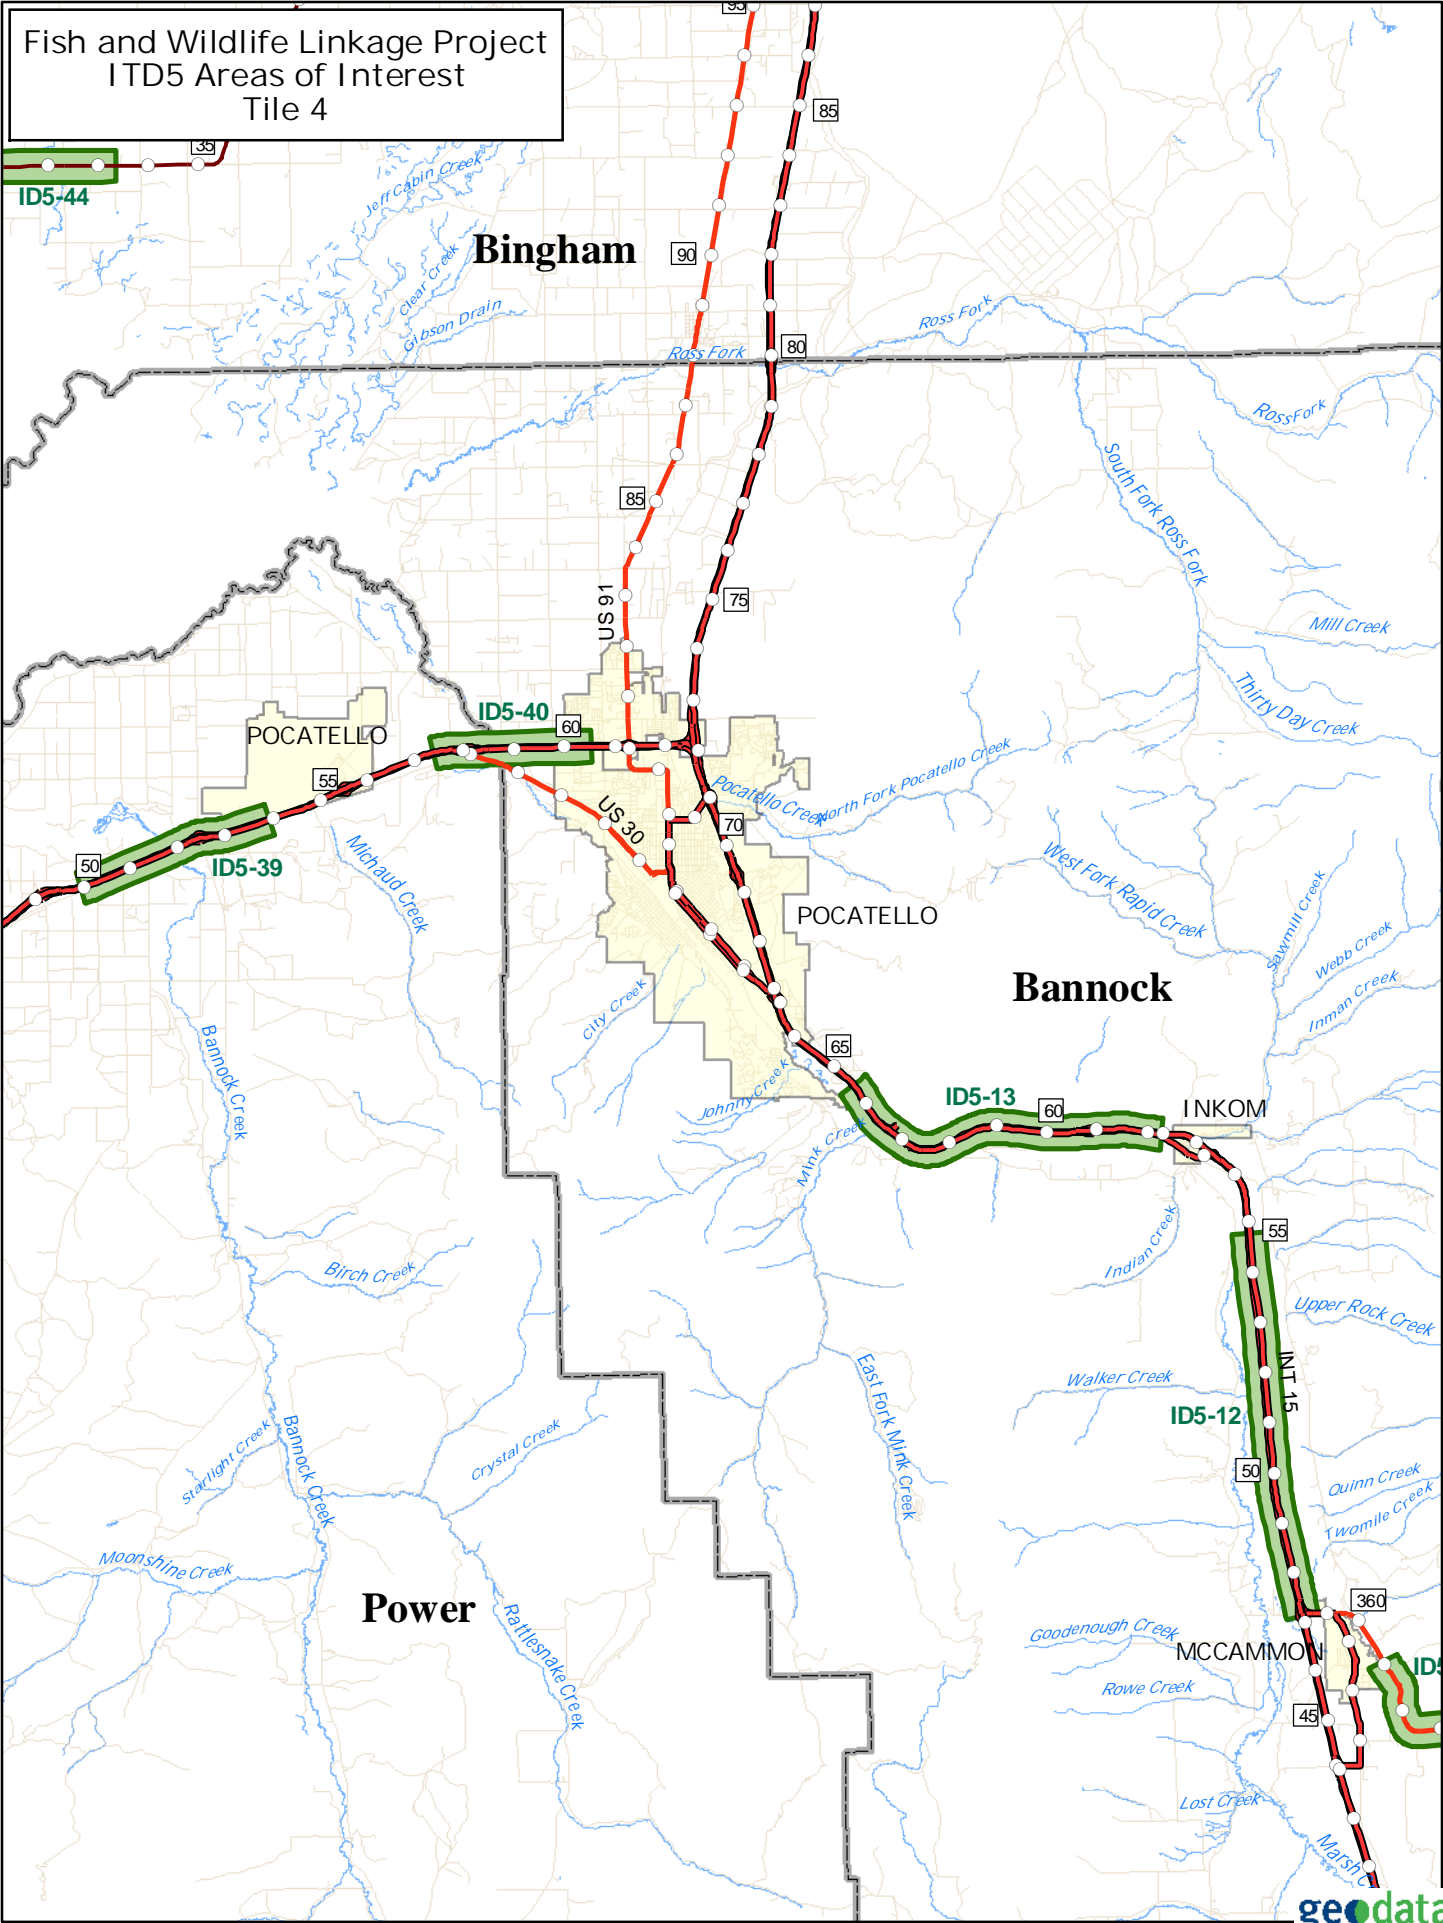 Fish and Wildlife Linkage Project
ITD5 Areas of Interest
Tile 4
95
85
35
ID5-44
Jeff Cabin Creek
Bingham
90
Clear Creek
Gibson Drain
Ross Fork
Ross Fork
80
Ross Fork
85
South Fork Ross Fork
US 91
75
Mill Creek
Thirty Day Creek
ID5-40
60
POCATELLO
55
North Fork Pocatello Creek
Pocatello Creek
US 30
70
50
ID5-39
Michaud Creek
West Fork Rapid Creek
Sawmill Creek
POCATELLO
Webb Creek
Bannock
Inman Creek
City Creek
Bannock Creek
65
Johnny Creek
ID5-13
60
INKOM
Mink Creek
Indian Creek
55
Birch Creek
Upper Rock Creek
INT 15
East Fork Mink Creek
Walker Creek
ID5-12
Starlight Creek
Bannock Creek
Crystal Creek
50
Quinn Creek
Twomile Creek
Moonshine Creek
Power
Rattlesnake Creek
360
Goodenough Creek
MCCAMMON
ID5
Rowe Creek
45
Lost Creek
Marsh C
geodata